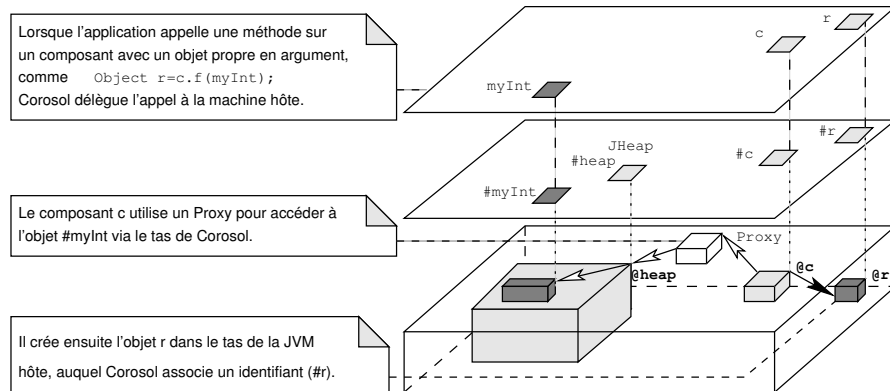 Lorsque l'application appelle une méthode sur
un composant avec un objet propre en argument,
comme Object r=c.f(myInt);
Corosol délègue l'appel à la machine hôte.
r
c
myInt
#r
JHeap
#c
#heap
#myInt
Le composant c utilise un Proxy pour accéder à
l'objet #myInt via le tas de Corosol.
Proxy
@heap
@c
@r
Il crée ensuite l'objet r dans le tas de la JVM
hôte, auquel Corosol associe un identifiant (#r).